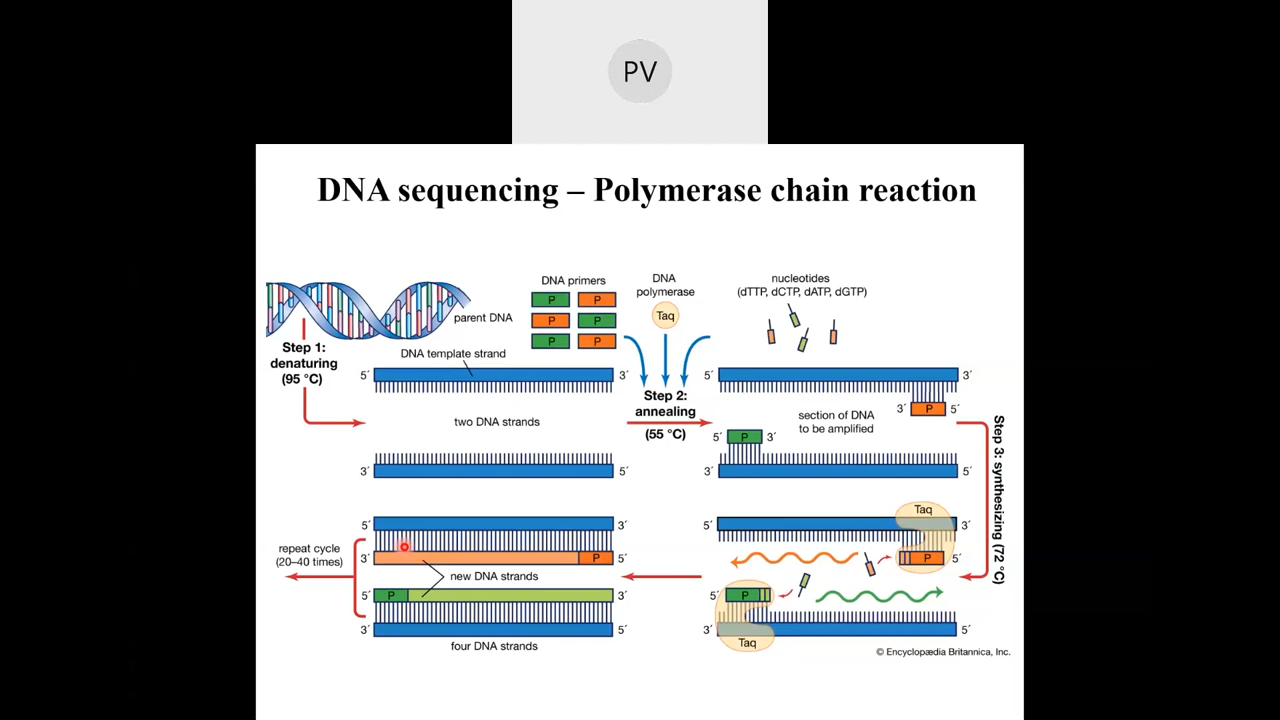 PV
DNA sequencing – Polymerase chain reaction
DNA primers
P P
P P
P P
DNA
polymerase
Taq
nucleotides
(dTTP, dCTP, dATP, dGTP)
parent DNA
Step 1:
denaturing
(95 °C)
DNA template strand
5′ 3′
two DNA strands
3′ 5′
Step 2:
annealing
(55 °C)
5′ 3′
3′ P 5′
section of DNA
to be amplified
5′ P 3′
3′ 5′
Step 3: synthesizing (72 °C)
Taq
5′ 3′
P 5′
5′ P
3′ 5′
Taq
5′ 3′
3′ P 5′
new DNA strands
5′ P 3′
3′ 5′
four DNA strands
repeat cycle
(20–40 times)
© Encyclopædia Britannica, Inc.